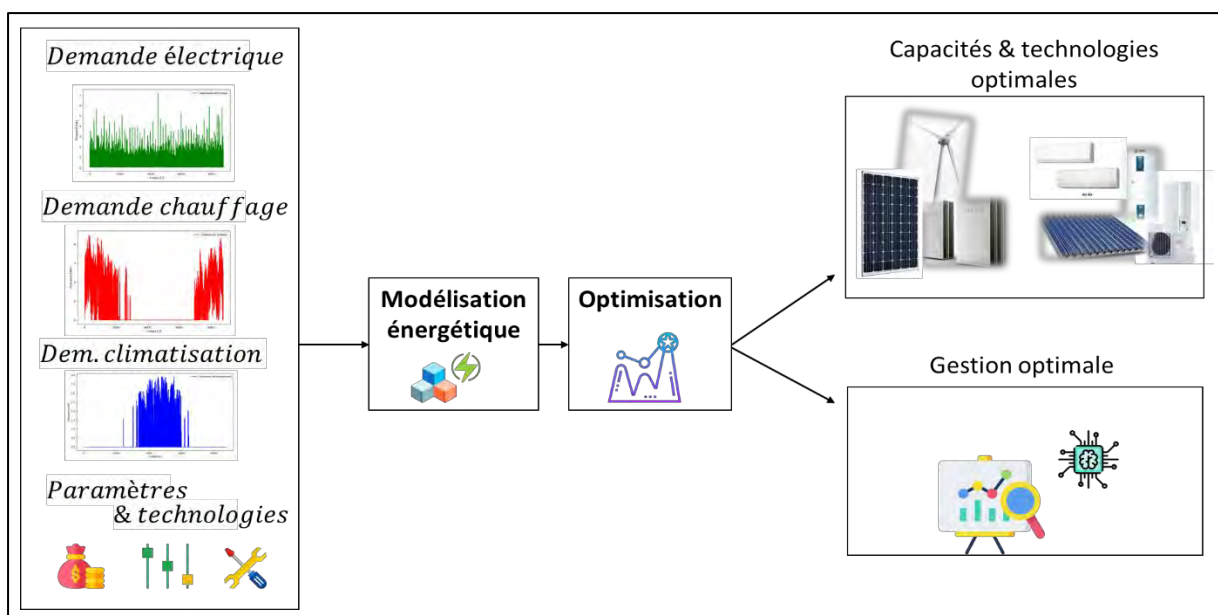 Demande électrique
Demande chauffage
Dem. climatisation
Paramètres
& technologies
Modélisation
énergétique
Optimisation
Capacités & technologies
optimales
Gestion optimale